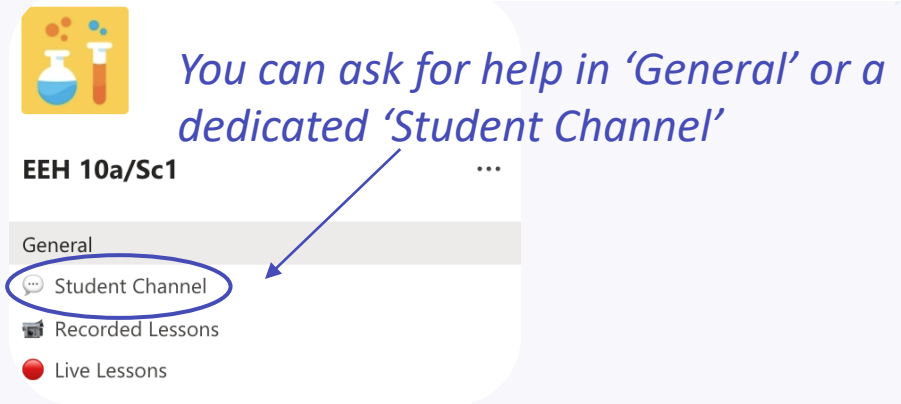 You can ask for help in ‘General’ or a
dedicated ‘Student Channel’
EEH 10a/Sc1
General
Student Channel
Recorded Lessons
Live Lessons